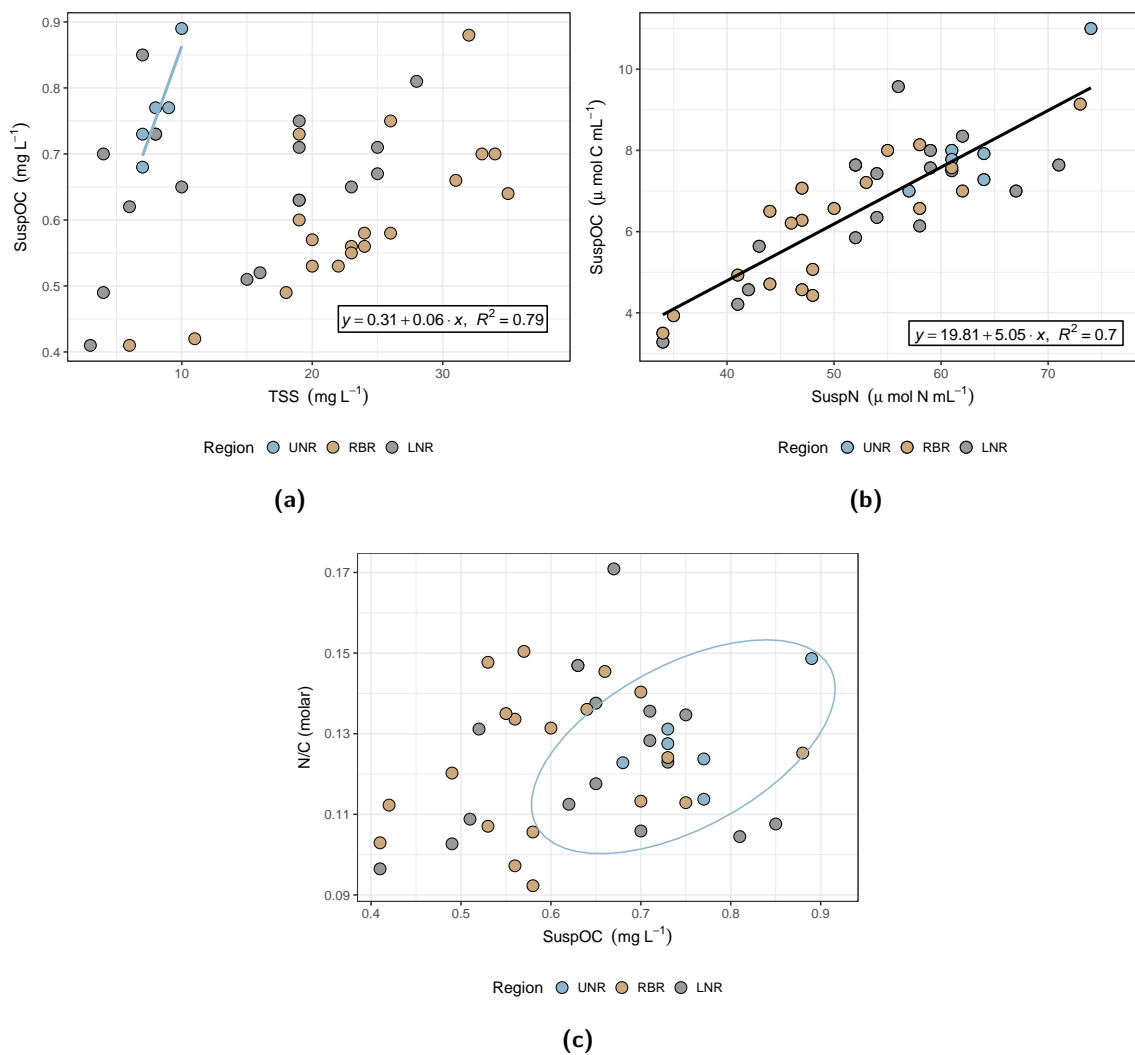 0.9
0.8
0.7
0.6
0.5
0.4
SuspOC (mg L⁻¹)
y = 0.31 + 0.06 · x, R² = 0.79
10 20 30
TSS (mg L⁻¹)
Region UNR RBR LNR
(a)
10
8
6
4
SuspOC (μ mol C mL⁻¹)
y = 19.81 + 5.05 · x, R² = 0.7
40 50 60 70
SuspN (μ mol N mL⁻¹)
Region UNR RBR LNR
(b)
0.17
0.15
0.13
0.11
0.09
N/C (molar)
0.4 0.5 0.6 0.7 0.8 0.9
SuspOC (mg L⁻¹)
Region UNR RBR LNR
(c)